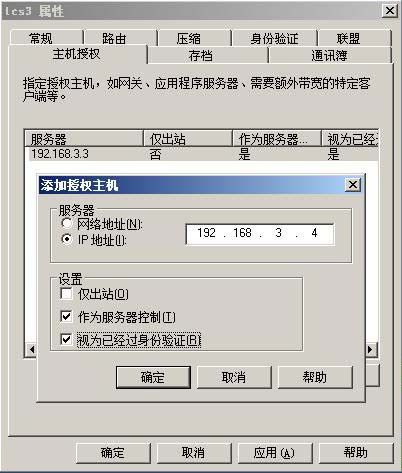 lcs3 属性
常规 路由 压缩 身份验证 联盟
主机授权 存档 通讯簿
指定授权主机，如网关、应用程序服务器、需要额外带宽的特定客
户端等。
服务器 仅出站 作为服务器... 视为已经过
192.168.3.3 否 是 是
添加授权主机
服务器
网络地址(N):
IP 地址(I): 192 . 168 . 3 . 4
设置
仅出站(O)
作为服务器控制(T)
视为已经过身份验证(R)
确定 取消 帮助
确定 取消 应用(A) 帮助